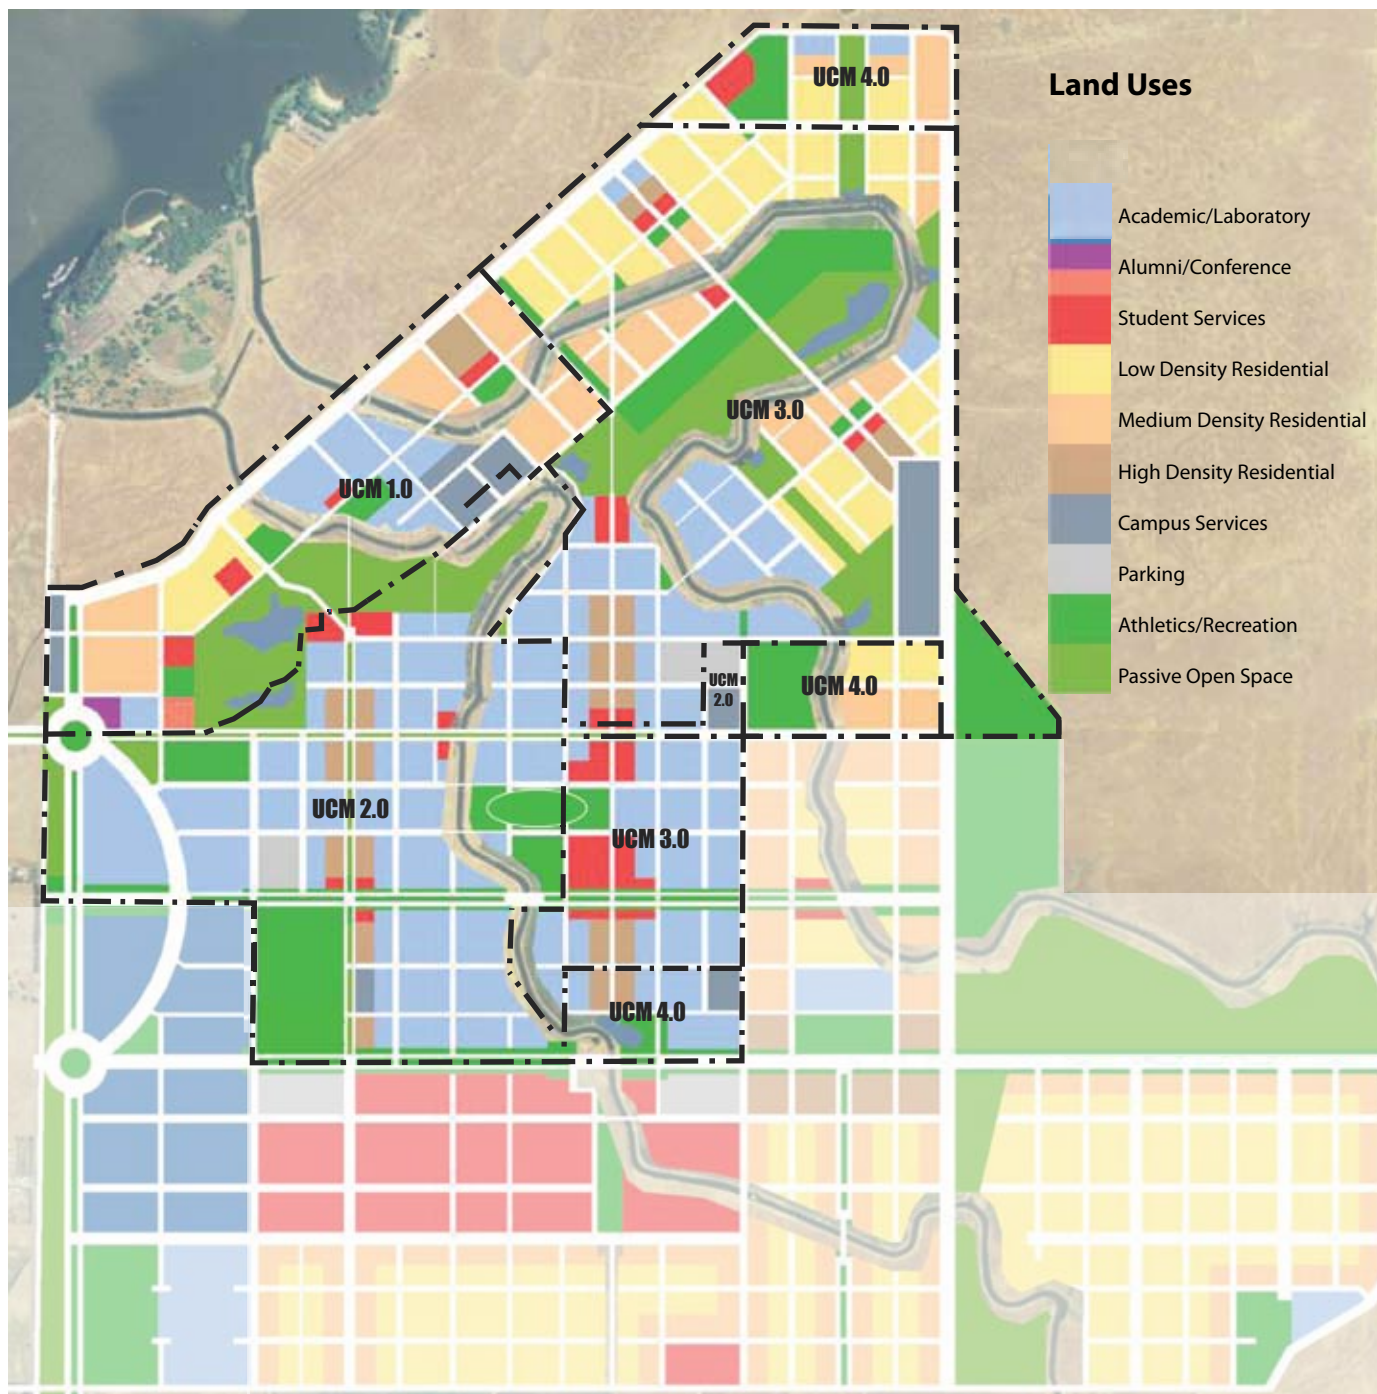 UCM 4.0
Land Uses
Academic/Laboratory
Alumni/Conference
Student Services
Low Density Residential
Medium Density Residential
High Density Residential
Campus Services
Parking
Athletics/Recreation
Passive Open Space
UCM 3.0
UCM 1.0
UCM
2.0
UCM 4.0
UCM 2.0
UCM 3.0
UCM 4.0